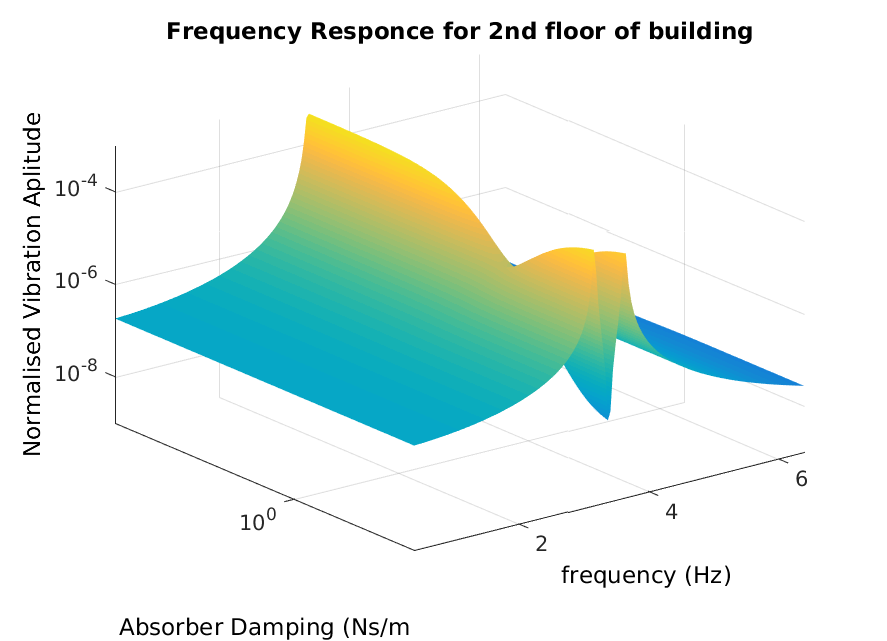 Frequency Responce for 2nd floor of building
Normalised Vibration Aplitude
10^-4
10^-6
10^-8
10^0
2
4
6
frequency (Hz)
Absorber Damping (Ns/m